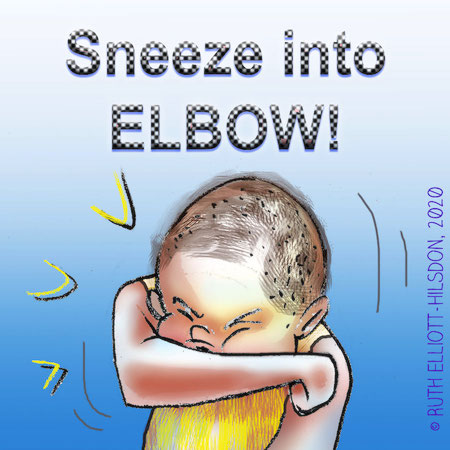 Sneeze into
ELBOW!
© RUTH ELLIOTT-HILSDON, 2020